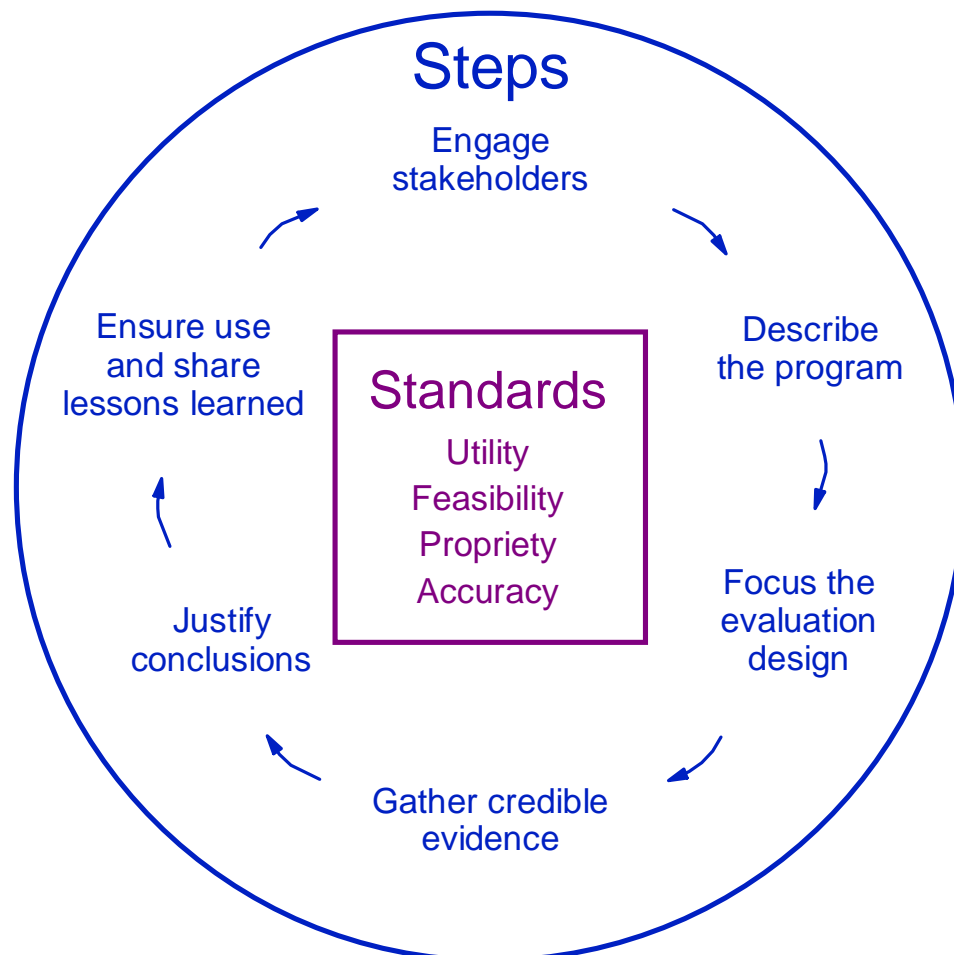 Steps
Engage
stakeholders
Describe
the program
Focus the
evaluation
design
Gather credible
evidence
Justify
conclusions
Ensure use
and share
lessons learned
Standards
Utility
Feasibility
Propriety
Accuracy